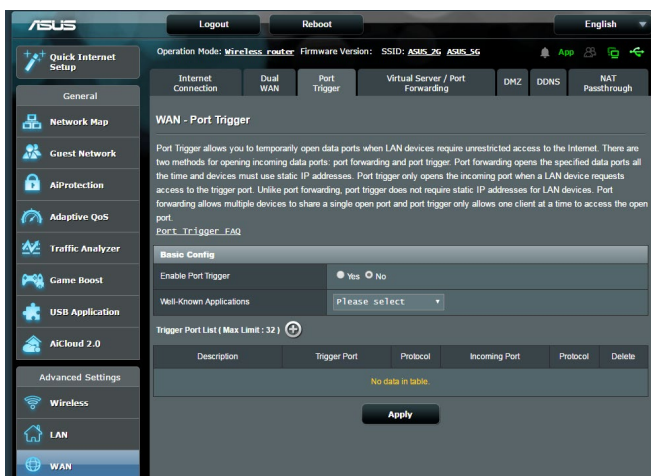 ASUS
Logout
Reboot
English
Quick Internet
Setup
Operation Mode: Wireless router Firmware Version: SSID: ASUS_2G ASUS_5G
App
Internet
Connection
Dual
WAN
Port
Trigger
Virtual Server / Port
Forwarding
DMZ
DDNS
NAT
Passthrough
General
Network Map
Guest Network
AiProtection
Adaptive QoS
Traffic Analyzer
Game Boost
USB Application
AiCloud 2.0
Advanced Settings
Wireless
LAN
WAN
WAN - Port Trigger
Port Trigger allows you to temporarily open data ports when LAN devices require unrestricted access to the Internet. There are
two methods for opening incoming data ports: port forwarding and port trigger. Port forwarding opens the specified data ports all
the time and devices must use static IP addresses. Port trigger only opens the incoming port when a LAN device requests
access to the trigger port. Unlike port forwarding, port trigger does not require static IP addresses for LAN devices. Port
forwarding allows multiple devices to share a single open port and port trigger only allows one client at a time to access the open
port.
Port Trigger FAQ
Basic Config
Enable Port Trigger
Yes No
Well-Known Applications
Please select
Trigger Port List ( Max Limit : 32 )
Description Trigger Port Protocol Incoming Port Protocol Delete
No data in table.
Apply